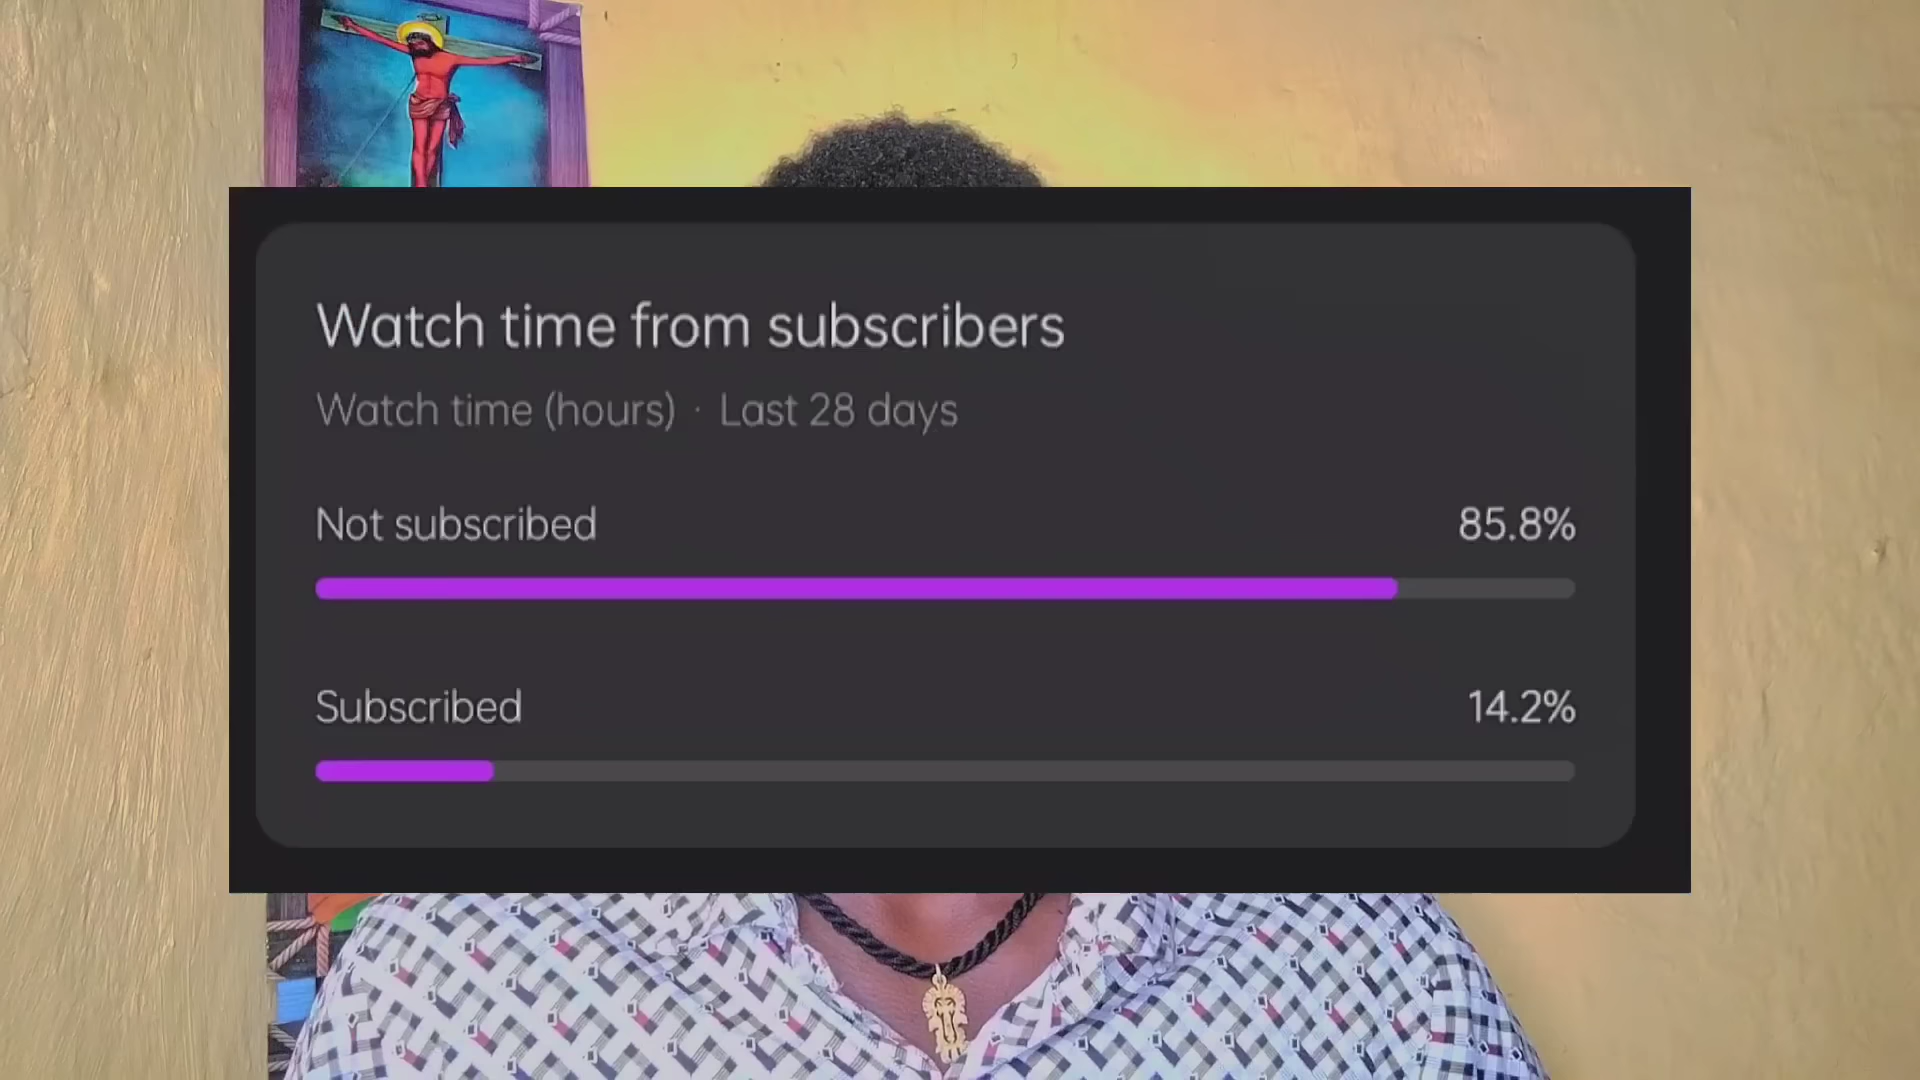 Watch time from subscribers
Watch time (hours) · Last 28 days
Not subscribed 85.8%
Subscribed 14.2%